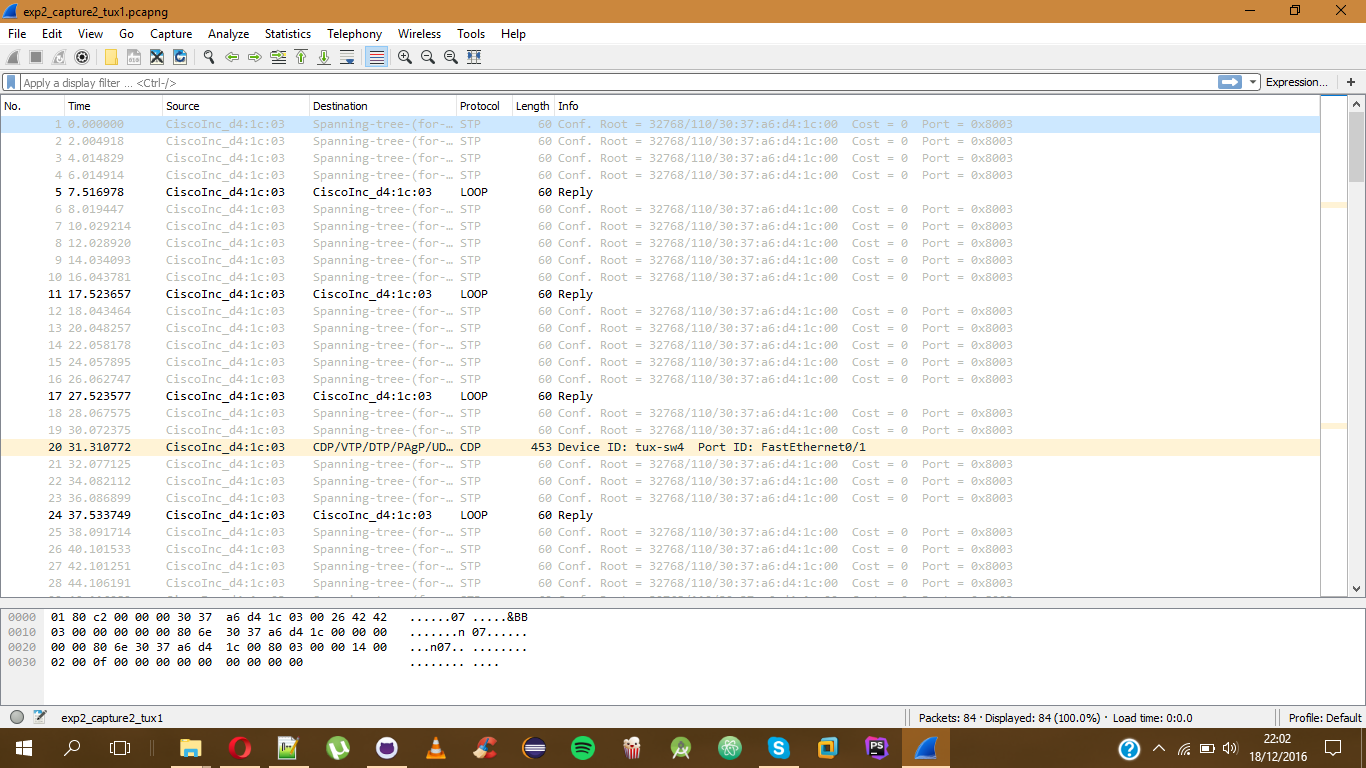 exp2_capture2_tux1.pcapng
File Edit View Go Capture Analyze Statistics Telephony Wireless Tools Help
Apply a display filter ... <Ctrl-/> Expression... +
No. Time Source Destination Protocol Length Info
1 0.000000 CiscoInc_d4:1c:03 Spanning-tree-(for-… STP 60 Conf. Root = 32768/110/30:37:a6:d4:1c:00 Cost = 0 Port = 0x8003
2 2.004918 CiscoInc_d4:1c:03 Spanning-tree-(for-… STP 60 Conf. Root = 32768/110/30:37:a6:d4:1c:00 Cost = 0 Port = 0x8003
3 4.014829 CiscoInc_d4:1c:03 Spanning-tree-(for-… STP 60 Conf. Root = 32768/110/30:37:a6:d4:1c:00 Cost = 0 Port = 0x8003
4 6.014914 CiscoInc_d4:1c:03 Spanning-tree-(for-… STP 60 Conf. Root = 32768/110/30:37:a6:d4:1c:00 Cost = 0 Port = 0x8003
5 7.516978 CiscoInc_d4:1c:03 CiscoInc_d4:1c:03 LOOP 60 Reply
6 8.019447 CiscoInc_d4:1c:03 Spanning-tree-(for-… STP 60 Conf. Root = 32768/110/30:37:a6:d4:1c:00 Cost = 0 Port = 0x8003
7 10.029214 CiscoInc_d4:1c:03 Spanning-tree-(for-… STP 60 Conf. Root = 32768/110/30:37:a6:d4:1c:00 Cost = 0 Port = 0x8003
8 12.028920 CiscoInc_d4:1c:03 Spanning-tree-(for-… STP 60 Conf. Root = 32768/110/30:37:a6:d4:1c:00 Cost = 0 Port = 0x8003
9 14.034093 CiscoInc_d4:1c:03 Spanning-tree-(for-… STP 60 Conf. Root = 32768/110/30:37:a6:d4:1c:00 Cost = 0 Port = 0x8003
10 16.043781 CiscoInc_d4:1c:03 Spanning-tree-(for-… STP 60 Conf. Root = 32768/110/30:37:a6:d4:1c:00 Cost = 0 Port = 0x8003
11 17.523657 CiscoInc_d4:1c:03 CiscoInc_d4:1c:03 LOOP 60 Reply
12 18.043464 CiscoInc_d4:1c:03 Spanning-tree-(for-… STP 60 Conf. Root = 32768/110/30:37:a6:d4:1c:00 Cost = 0 Port = 0x8003
13 20.048257 CiscoInc_d4:1c:03 Spanning-tree-(for-… STP 60 Conf. Root = 32768/110/30:37:a6:d4:1c:00 Cost = 0 Port = 0x8003
14 22.058178 CiscoInc_d4:1c:03 Spanning-tree-(for-… STP 60 Conf. Root = 32768/110/30:37:a6:d4:1c:00 Cost = 0 Port = 0x8003
15 24.057895 CiscoInc_d4:1c:03 Spanning-tree-(for-… STP 60 Conf. Root = 32768/110/30:37:a6:d4:1c:00 Cost = 0 Port = 0x8003
16 26.062747 CiscoInc_d4:1c:03 Spanning-tree-(for-… STP 60 Conf. Root = 32768/110/30:37:a6:d4:1c:00 Cost = 0 Port = 0x8003
17 27.523577 CiscoInc_d4:1c:03 CiscoInc_d4:1c:03 LOOP 60 Reply
18 28.067575 CiscoInc_d4:1c:03 Spanning-tree-(for-… STP 60 Conf. Root = 32768/110/30:37:a6:d4:1c:00 Cost = 0 Port = 0x8003
19 30.072375 CiscoInc_d4:1c:03 Spanning-tree-(for-… STP 60 Conf. Root = 32768/110/30:37:a6:d4:1c:00 Cost = 0 Port = 0x8003
20 31.310772 CiscoInc_d4:1c:03 CDP/VTP/DTP/PAgP/UD… CDP 453 Device ID: tux-sw4 Port ID: FastEthernet0/1
21 32.077125 CiscoInc_d4:1c:03 Spanning-tree-(for-… STP 60 Conf. Root = 32768/110/30:37:a6:d4:1c:00 Cost = 0 Port = 0x8003
22 34.082112 CiscoInc_d4:1c:03 Spanning-tree-(for-… STP 60 Conf. Root = 32768/110/30:37:a6:d4:1c:00 Cost = 0 Port = 0x8003
23 36.086899 CiscoInc_d4:1c:03 Spanning-tree-(for-… STP 60 Conf. Root = 32768/110/30:37:a6:d4:1c:00 Cost = 0 Port = 0x8003
24 37.533749 CiscoInc_d4:1c:03 CiscoInc_d4:1c:03 LOOP 60 Reply
25 38.091714 CiscoInc_d4:1c:03 Spanning-tree-(for-… STP 60 Conf. Root = 32768/110/30:37:a6:d4:1c:00 Cost = 0 Port = 0x8003
26 40.101533 CiscoInc_d4:1c:03 Spanning-tree-(for-… STP 60 Conf. Root = 32768/110/30:37:a6:d4:1c:00 Cost = 0 Port = 0x8003
27 42.101251 CiscoInc_d4:1c:03 Spanning-tree-(for-… STP 60 Conf. Root = 32768/110/30:37:a6:d4:1c:00 Cost = 0 Port = 0x8003
28 44.106191 CiscoInc_d4:1c:03 Spanning-tree-(for-… STP 60 Conf. Root = 32768/110/30:37:a6:d4:1c:00 Cost = 0 Port = 0x8003
0000 01 80 c2 00 00 00 30 37 a6 d4 1c 03 00 26 42 42 ......07 .....&BB
0010 03 00 00 00 00 00 80 6e 30 37 a6 d4 1c 00 00 00 .......n 07......
0020 00 00 80 6e 30 37 a6 d4 1c 00 80 03 00 00 14 00 ...n07.. ........
0030 02 00 0f 00 00 00 00 00 00 00 00 00 ........ ....
exp2_capture2_tux1 Packets: 84 · Displayed: 84 (100.0%) · Load time: 0:0.0 Profile: Default
22:02
18/12/2016